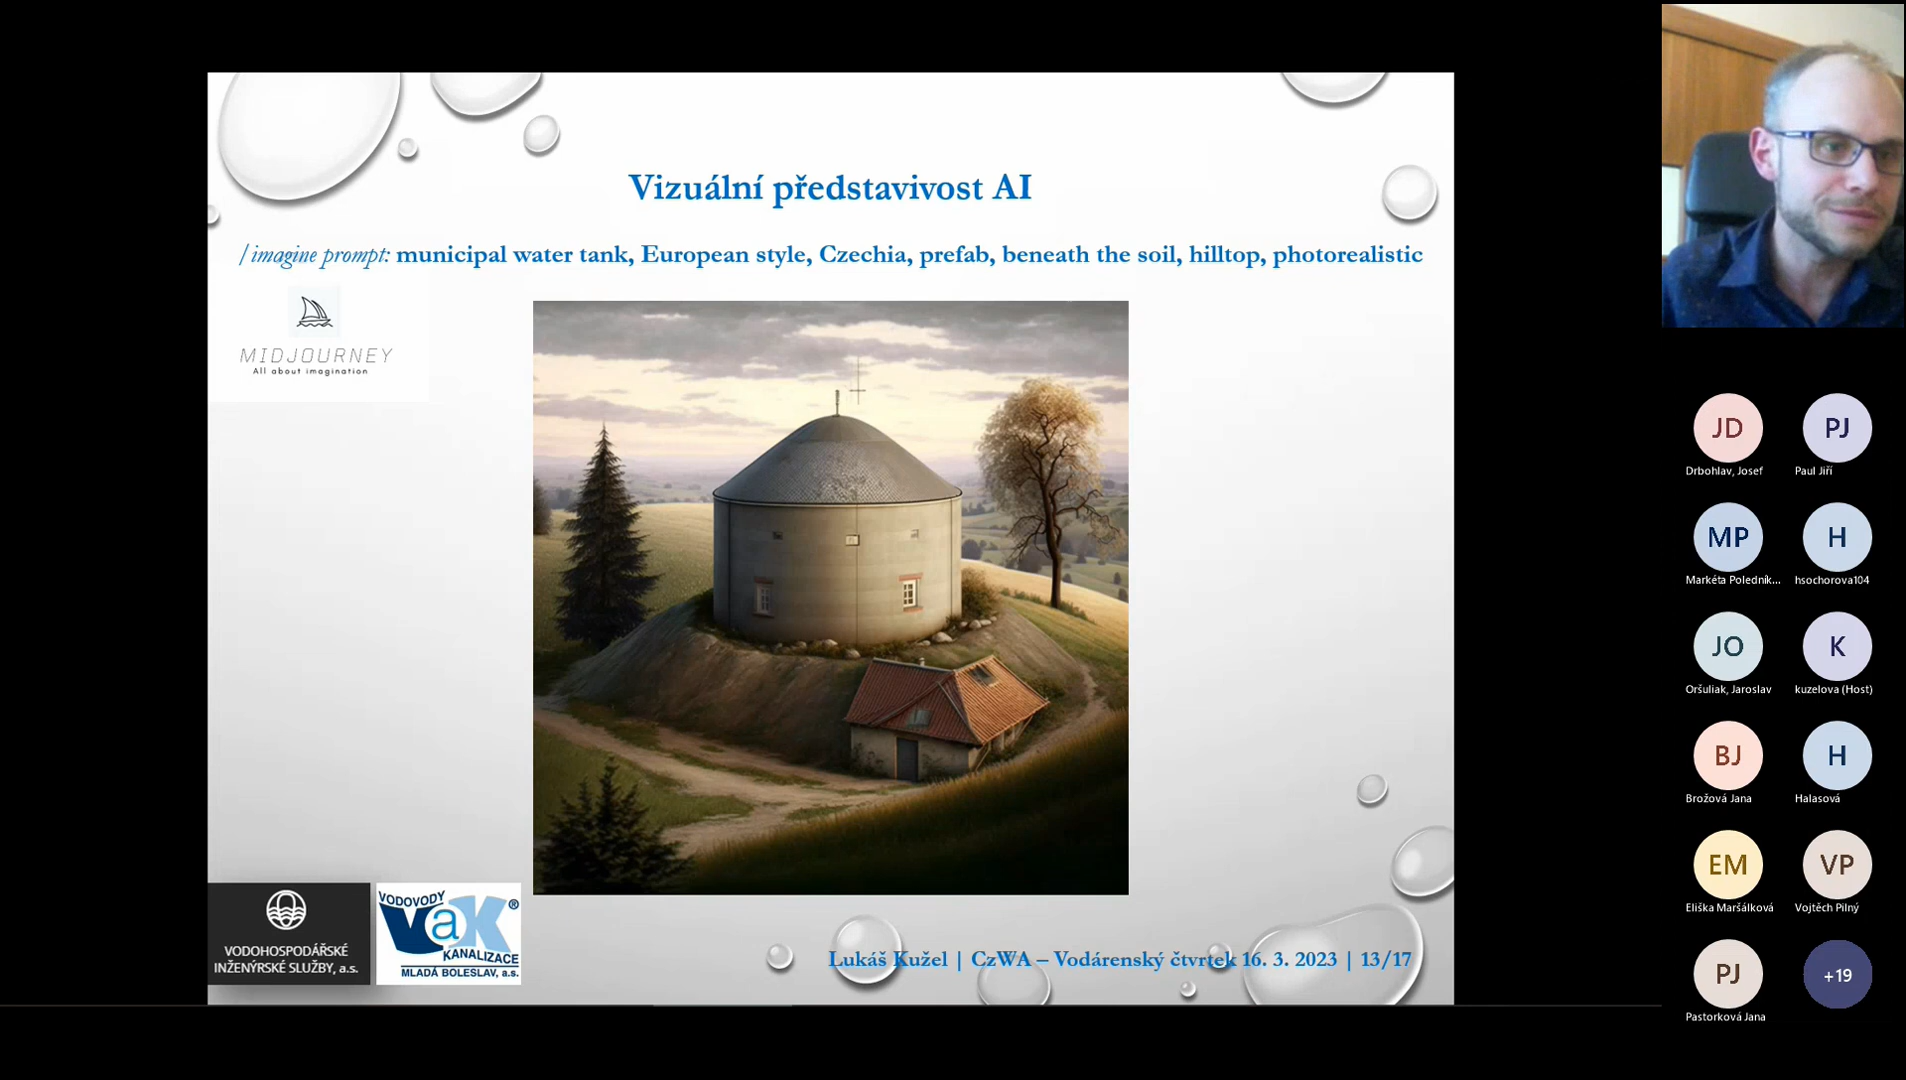 Vizuální představivost AI
/imagine prompt: municipal water tank, European style, Czechia, prefab, beneath the soil, hilltop, photorealistic
MIDJOURNEY
All about imagination
VODOHOSPODÁŘSKÉ
INŽENÝRSKÉ SLUŽBY, a.s.
VODOVODY
VaK®
KANALIZACE
MLADÁ BOLESLAV, a.s.
Lukáš Kužel | CzWA – Vodárenský čtvrtek 16. 3. 2023 | 13/17
JD
Drbohlav, Josef
PJ
Paul Jiří
MP
Markéta Poledník...
H
hsochorova104
JO
Oršuliak, Jaroslav
K
kuzelova (Host)
BJ
Brožová Jana
H
Halasová
EM
Eliška Maršálková
VP
Vojtěch Pilný
PJ
Pastorková Jana
+19